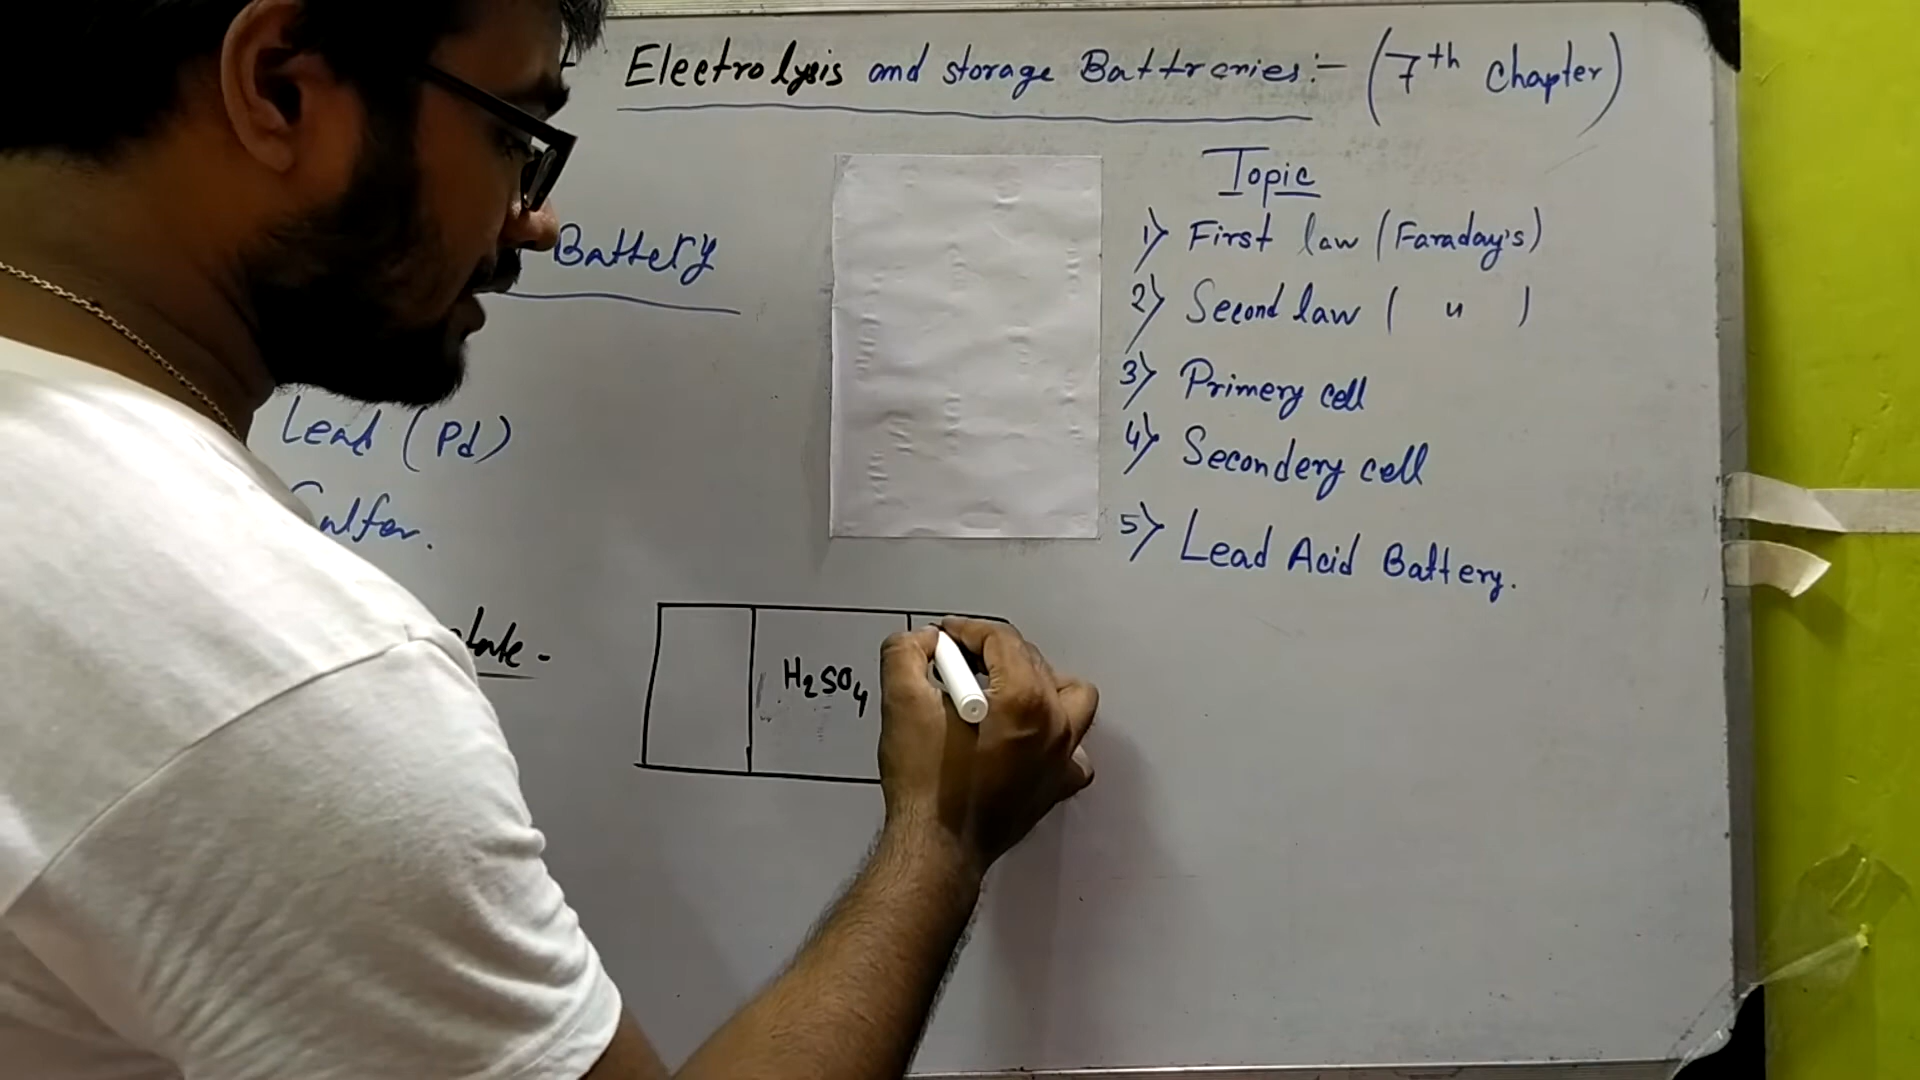 Electrolysis and storage Battreries:- (7th chapter)
Battery
Lead (Pd)
Sulfer.
Topic
1) First law (Faraday's)
2) Second law ( " )
3) Primery cell
4) Secondery cell
5) Lead Acid Battery.
H2SO4